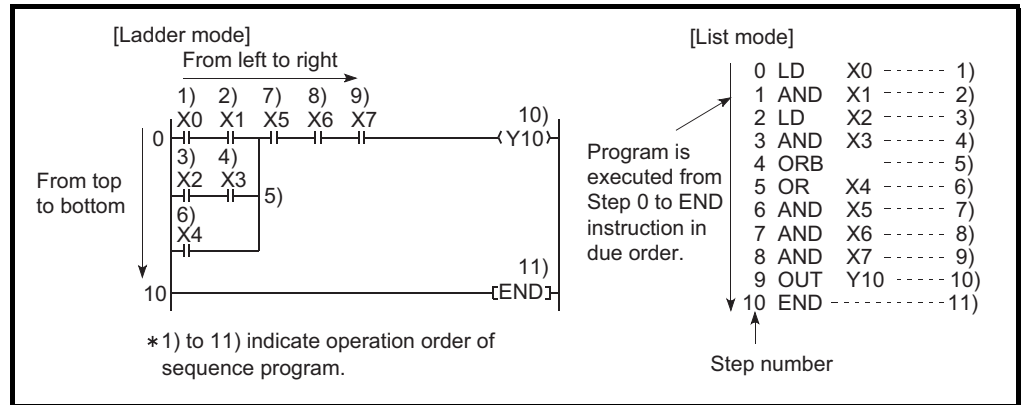 [Ladder mode]
From left to right
1) 2) 7) 8) 9) 10)
X0 X1 X5 X6 X7
0 Y10
3) 4)
X2 X3
5)
6)
X4
11)
10 END
From top
to bottom
*1) to 11) indicate operation order of
sequence program.
[List mode]
0 LD X0 ------ 1)
1 AND X1 ------ 2)
2 LD X2 ------ 3)
3 AND X3 ------ 4)
4 ORB ------ 5)
5 OR X4 ------ 6)
6 AND X5 ------ 7)
7 AND X6 ------ 8)
8 AND X7 ------ 9)
9 OUT Y10 ------ 10)
10 END ------------ 11)
Program is
executed from
Step 0 to END
instruction in
due order.
Step number